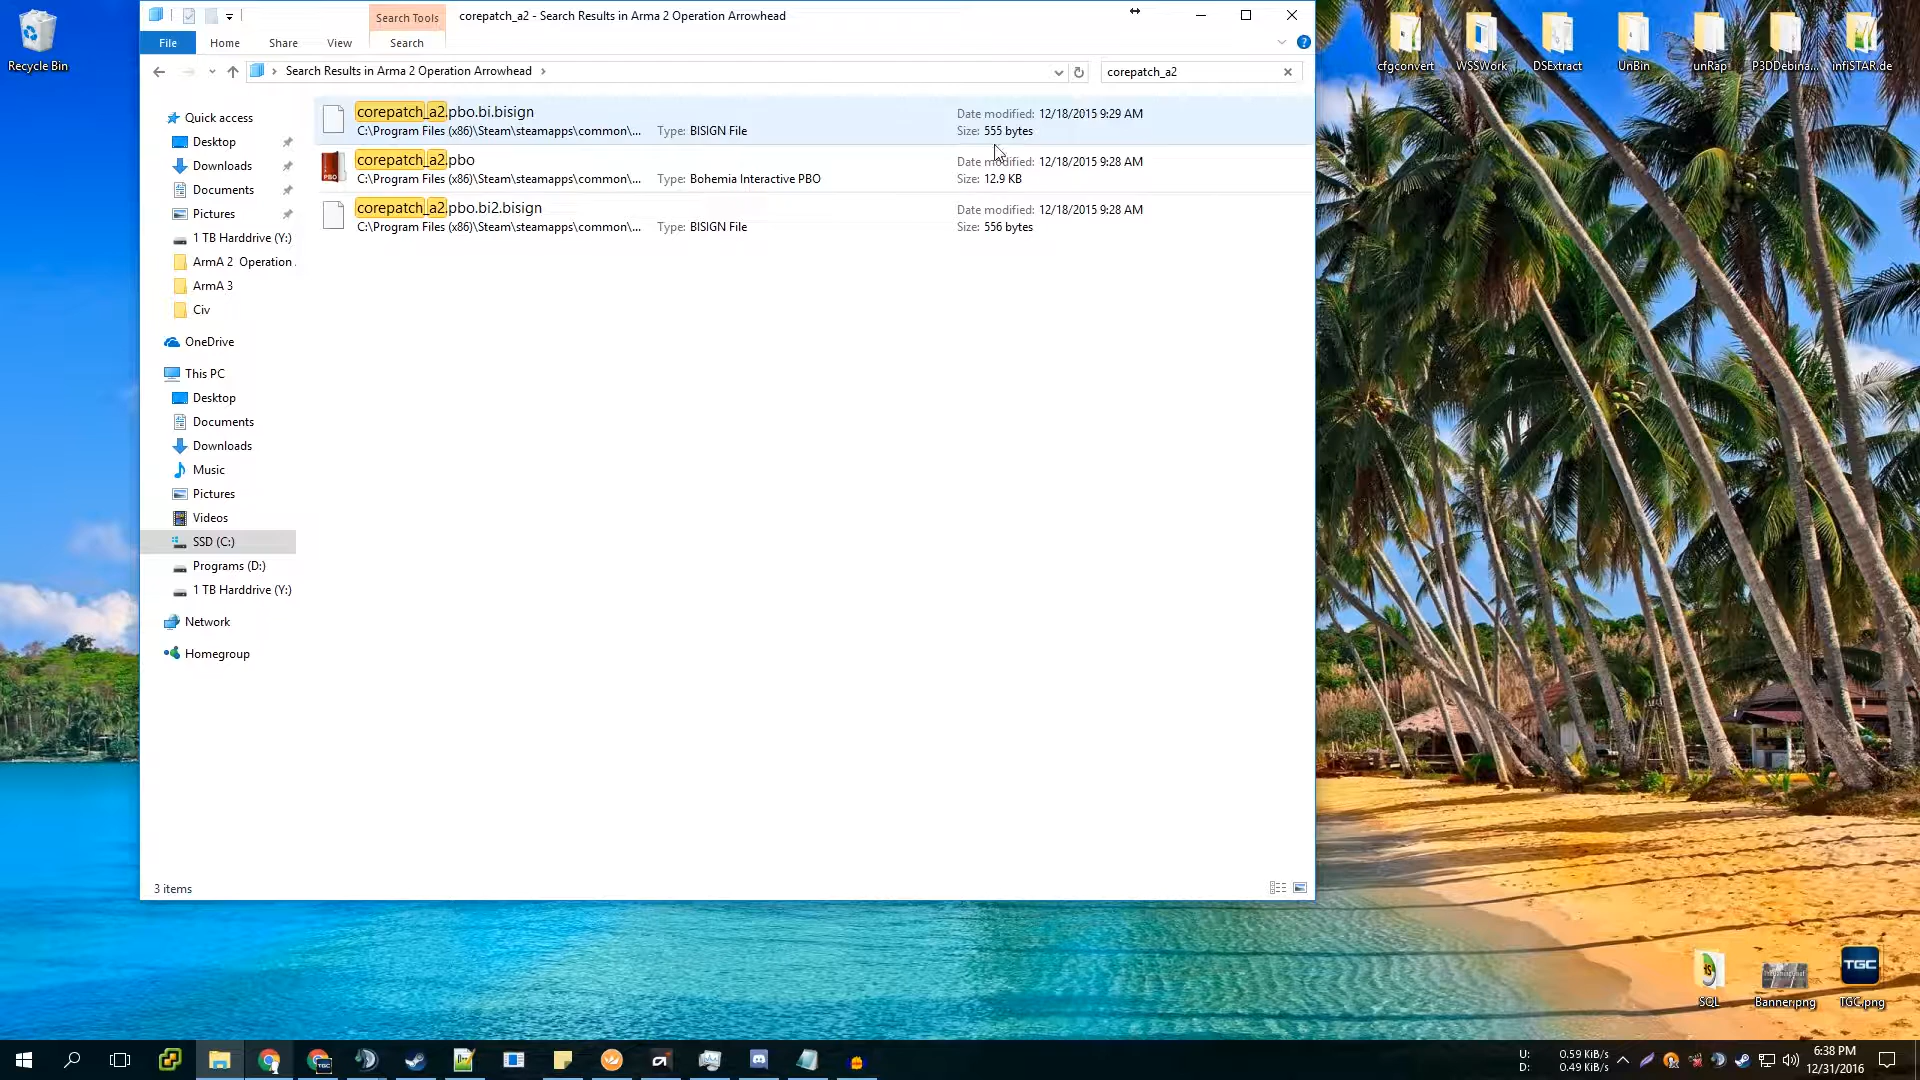 Recycle Bin
Search Tools
corepatch_a2 - Search Results in Arma 2 Operation Arrowhead
File
Home
Share
View
Search
Search Results in Arma 2 Operation Arrowhead
corepatch_a2
Quick access
Desktop
Downloads
Documents
Pictures
1 TB Harddrive (Y:)
ArmA 2 Operation
ArmA 3
Civ
OneDrive
This PC
Desktop
Documents
Downloads
Music
Pictures
Videos
SSD (C:)
Programs (D:)
1 TB Harddrive (Y:)
Network
Homegroup
corepatch_a2.pbo.bi.bisign
C:\Program Files (x86)\Steam\steamapps\common\...
Type: BISIGN File
Date modified: 12/18/2015 9:29 AM
Size: 555 bytes
corepatch_a2.pbo
C:\Program Files (x86)\Steam\steamapps\common\...
Type: Bohemia Interactive PBO
Date modified: 12/18/2015 9:28 AM
Size: 12.9 KB
corepatch_a2.pbo.bi2.bisign
C:\Program Files (x86)\Steam\steamapps\common\...
Type: BISIGN File
Date modified: 12/18/2015 9:28 AM
Size: 556 bytes
3 items
cfgconvert
WSSWork
DSExtract
UnBin
unRap
P3DDebina...
infiSTAR.de
SQL
Banner.png
TGC
TGC.png
U: 0.59 KiB/s
D: 0.49 KiB/s
6:38 PM
12/31/2016